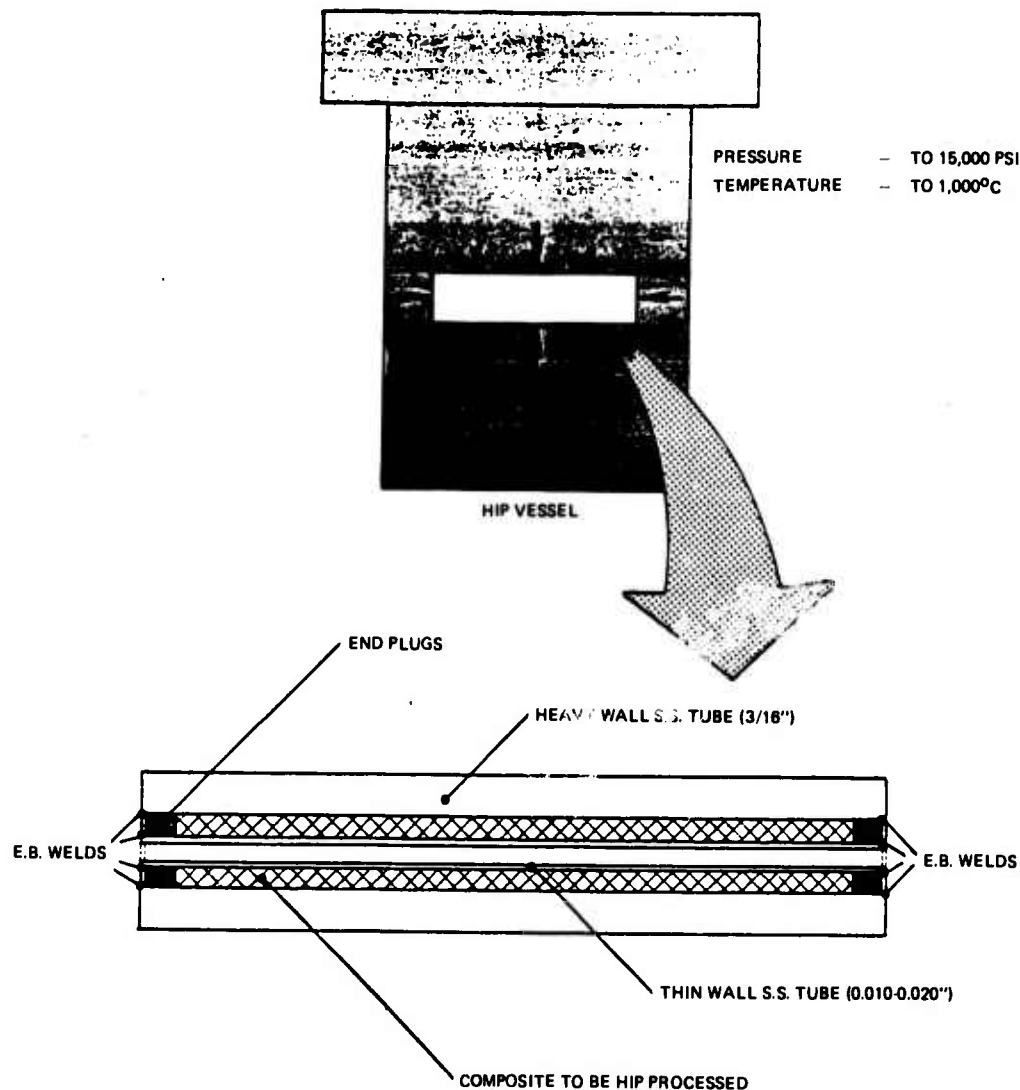 PRESSURE – TO 15,000 PSI
TEMPERATURE – TO 1,000°C
HIP VESSEL
END PLUGS
HEAVY WALL S.S. TUBE (3/16")
E.B. WELDS
E.B. WELDS
THIN WALL S.S. TUBE (0.010-0.020")
COMPOSITE TO BE HIP PROCESSED